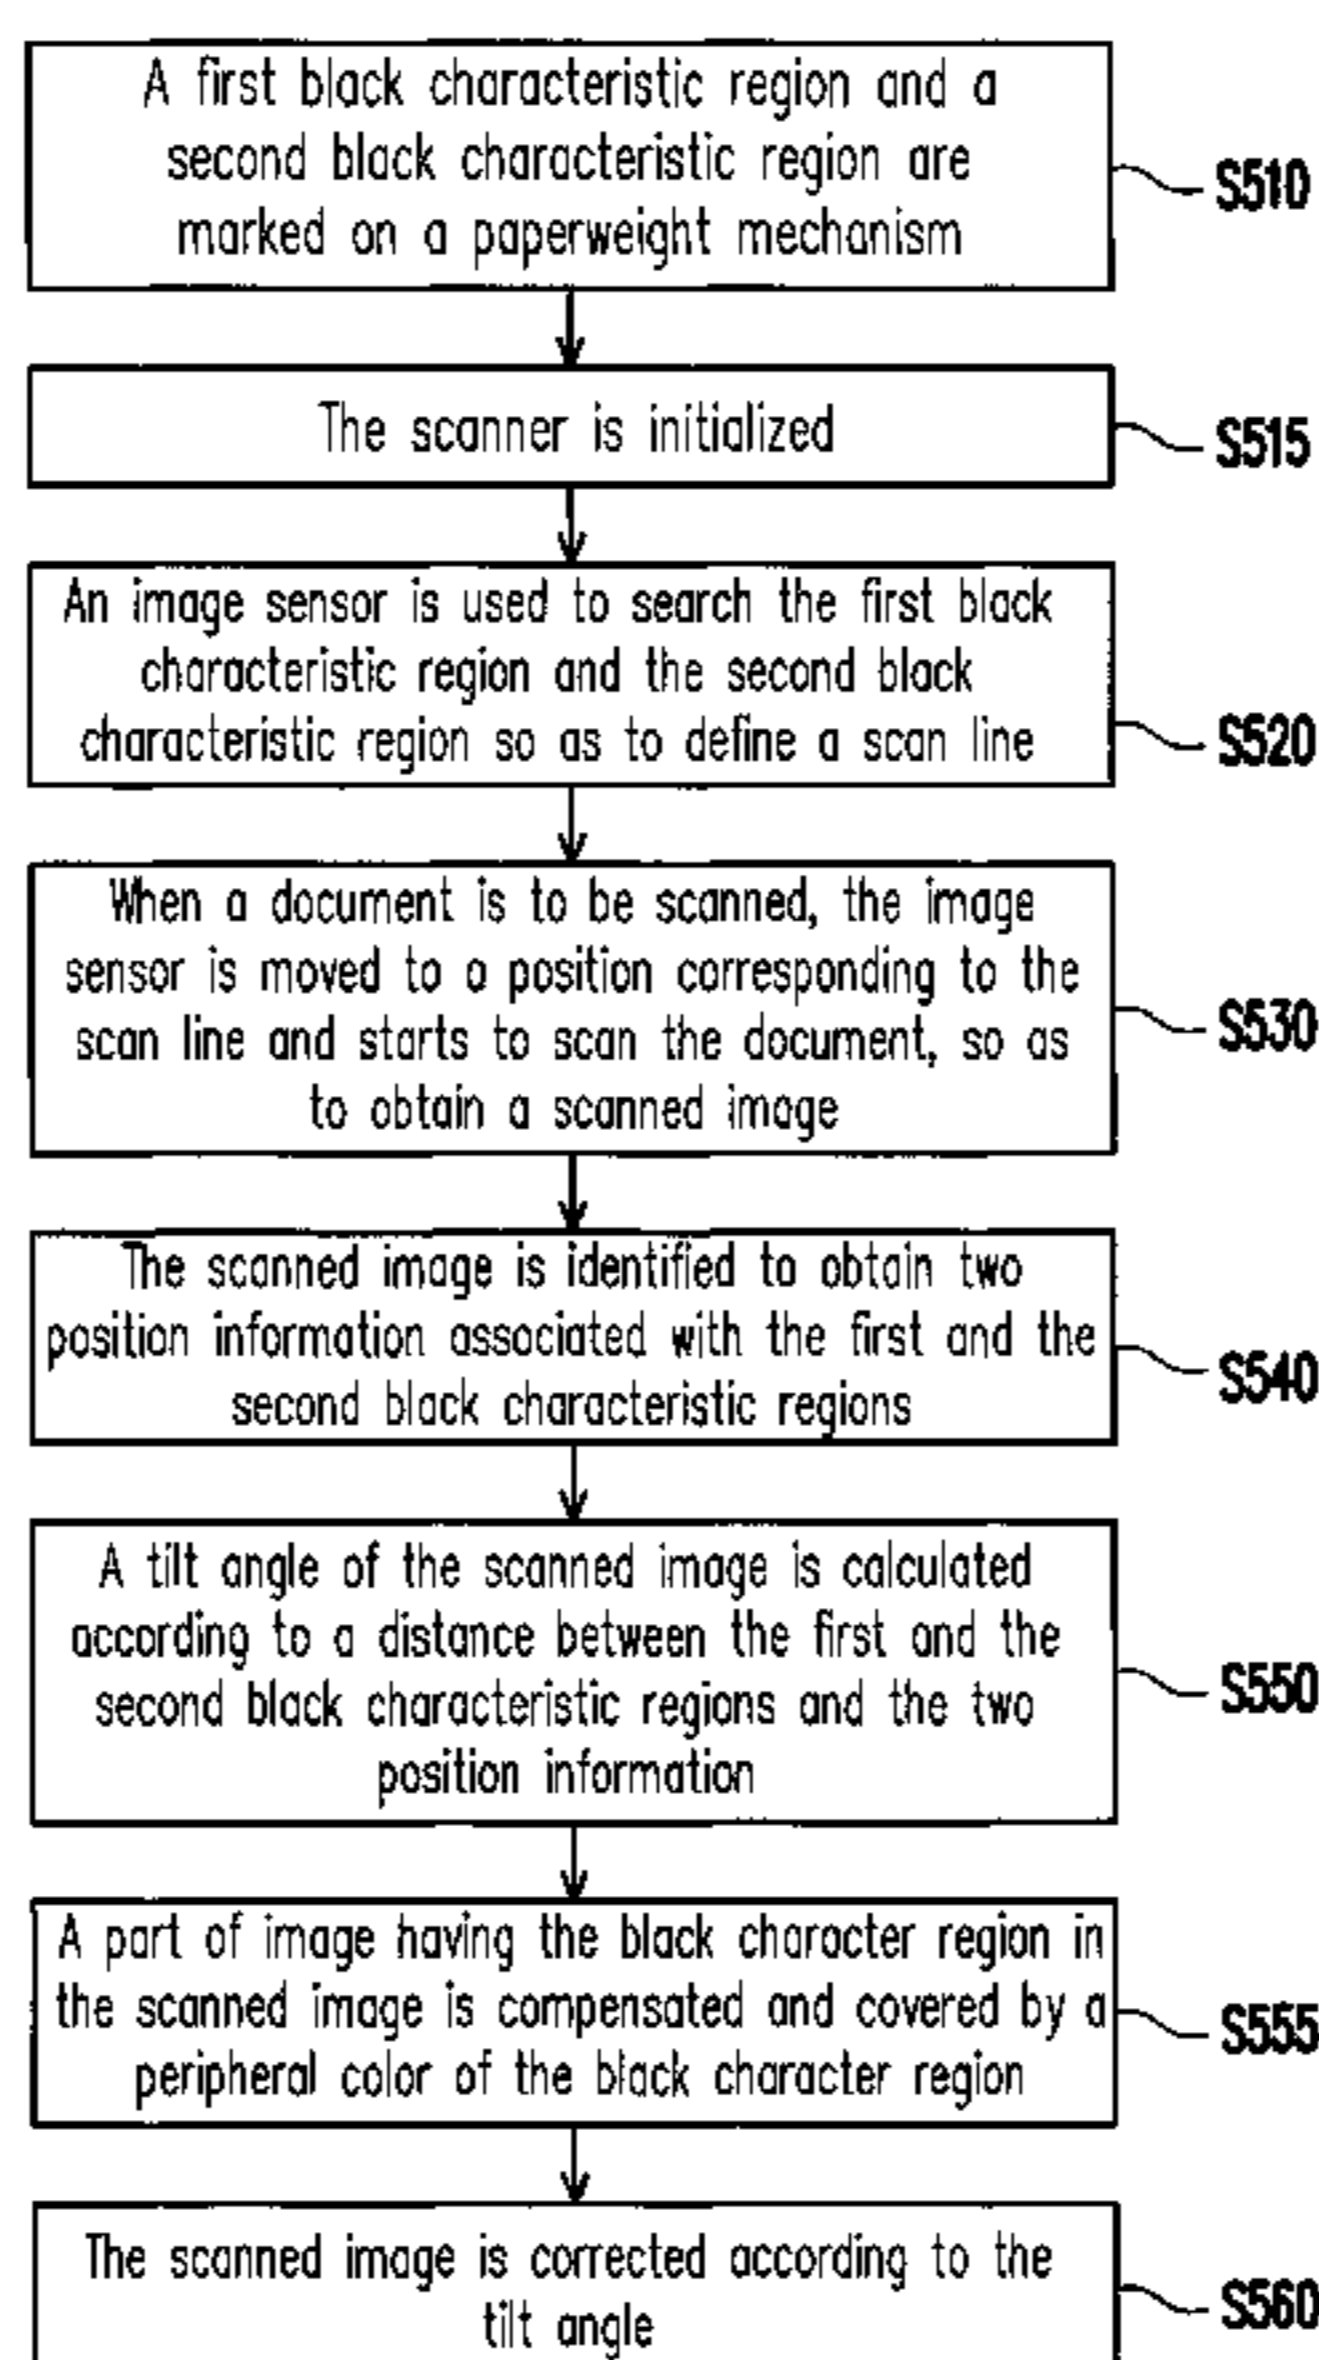 A first black characteristic region and a
second black characteristic region are
marked on a paperweight mechanism
S510
The scanner is initialized
S515
An image sensor is used to search the first black
characteristic region and the second black
characteristic region so as to define a scan line
S520
When a document is to be scanned, the image
sensor is moved to a position corresponding to the
scan line and starts to scan the document, so as
to obtain a scanned image
S530
The scanned image is identified to obtain two
position information associated with the first and the
second black characteristic regions
S540
A tilt angle of the scanned image is calculated
according to a distance between the first and the
second black characteristic regions and the two
position information
S550
A part of image having the black character region in
the scanned image is compensated and covered by a
peripheral color of the black character region
S555
The scanned image is corrected according to the
tilt angle
S560